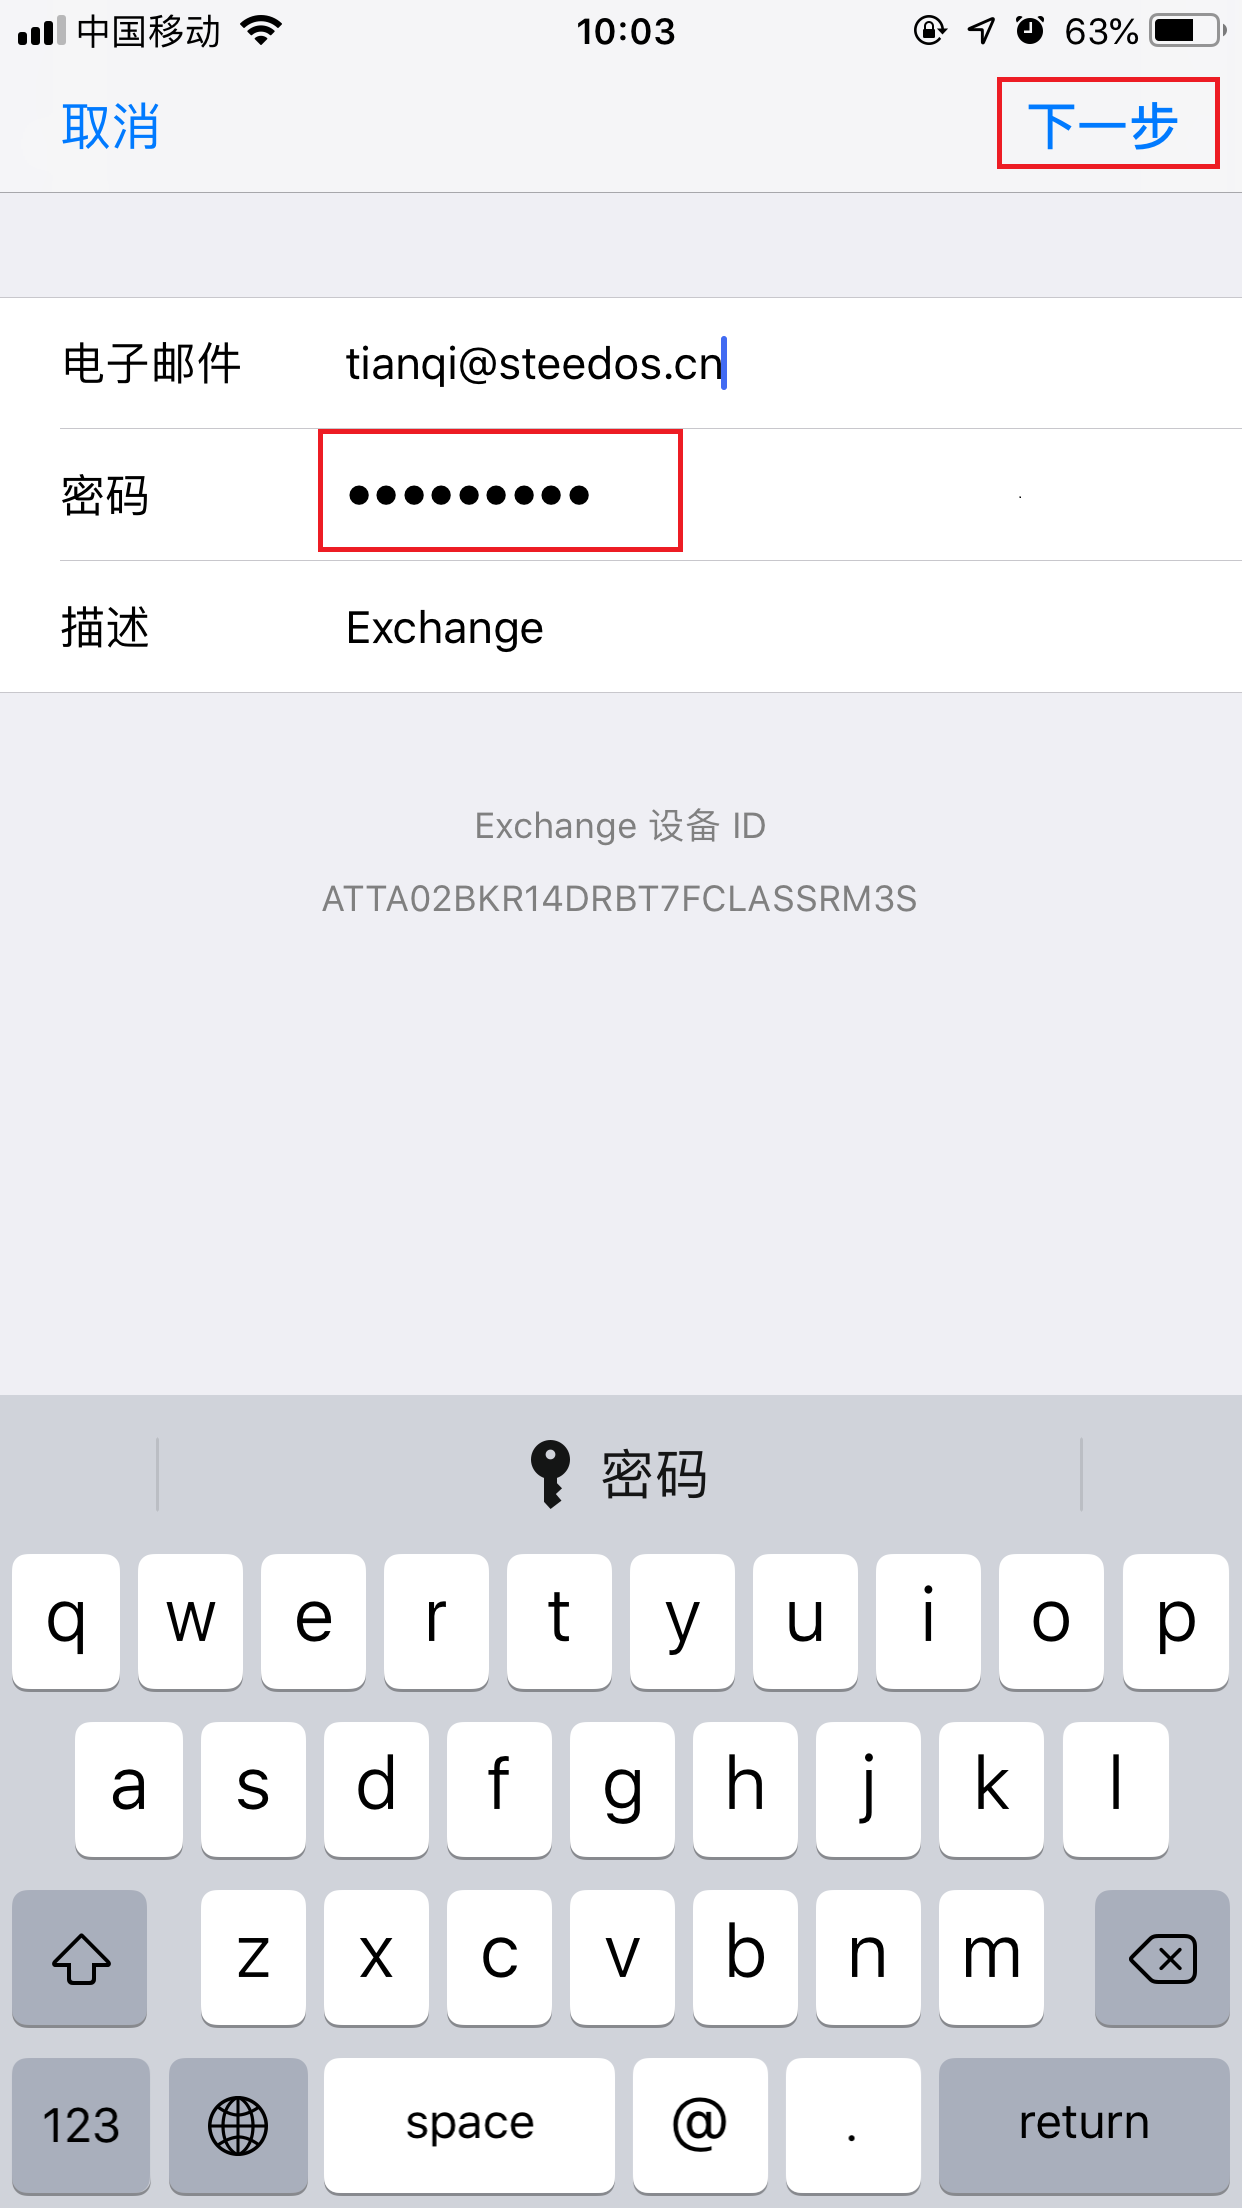 中国移动 10:03 63%
取消 下一步
电子邮件 tianqi@steedos.cn
密码 •••••••••
描述 Exchange
Exchange 设备 ID
ATTA02BKR14DRBT7FCLASSRM3S
密码
q w e r t y u i o p
a s d f g h j k l
z x c v b n m
123 space @ . return